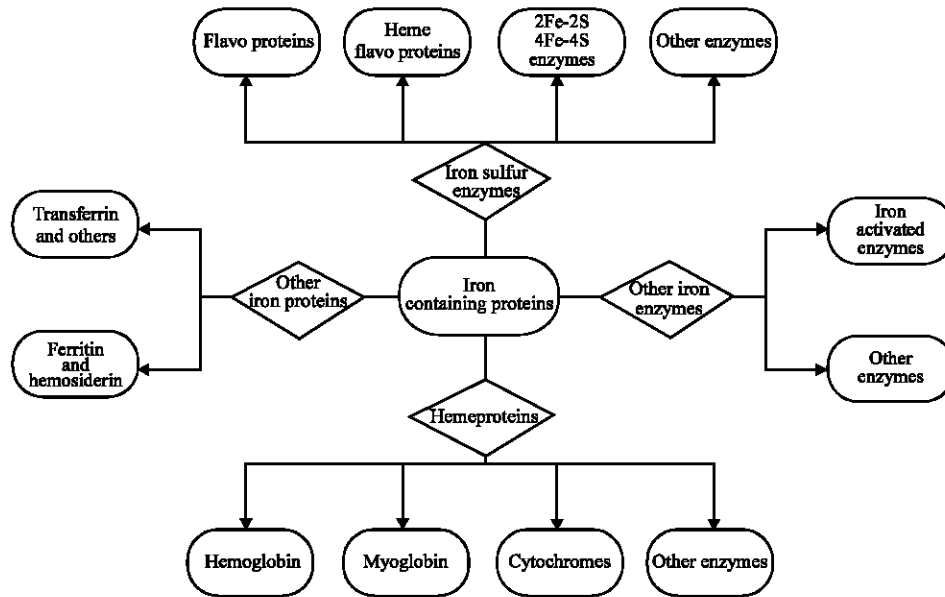 Flavo proteins
Heme
flavo proteins
2Fe-2S
4Fe-4S
enzymes
Other enzymes
Iron sulfur
enzymes
Transferrin
and others
Other
iron proteins
Iron
containing proteins
Other iron
enzymes
Iron
activated
enzymes
Ferritin
and
hemosiderin
Other
enzymes
Hemeproteins
Hemoglobin
Myoglobin
Cytochromes
Other enzymes